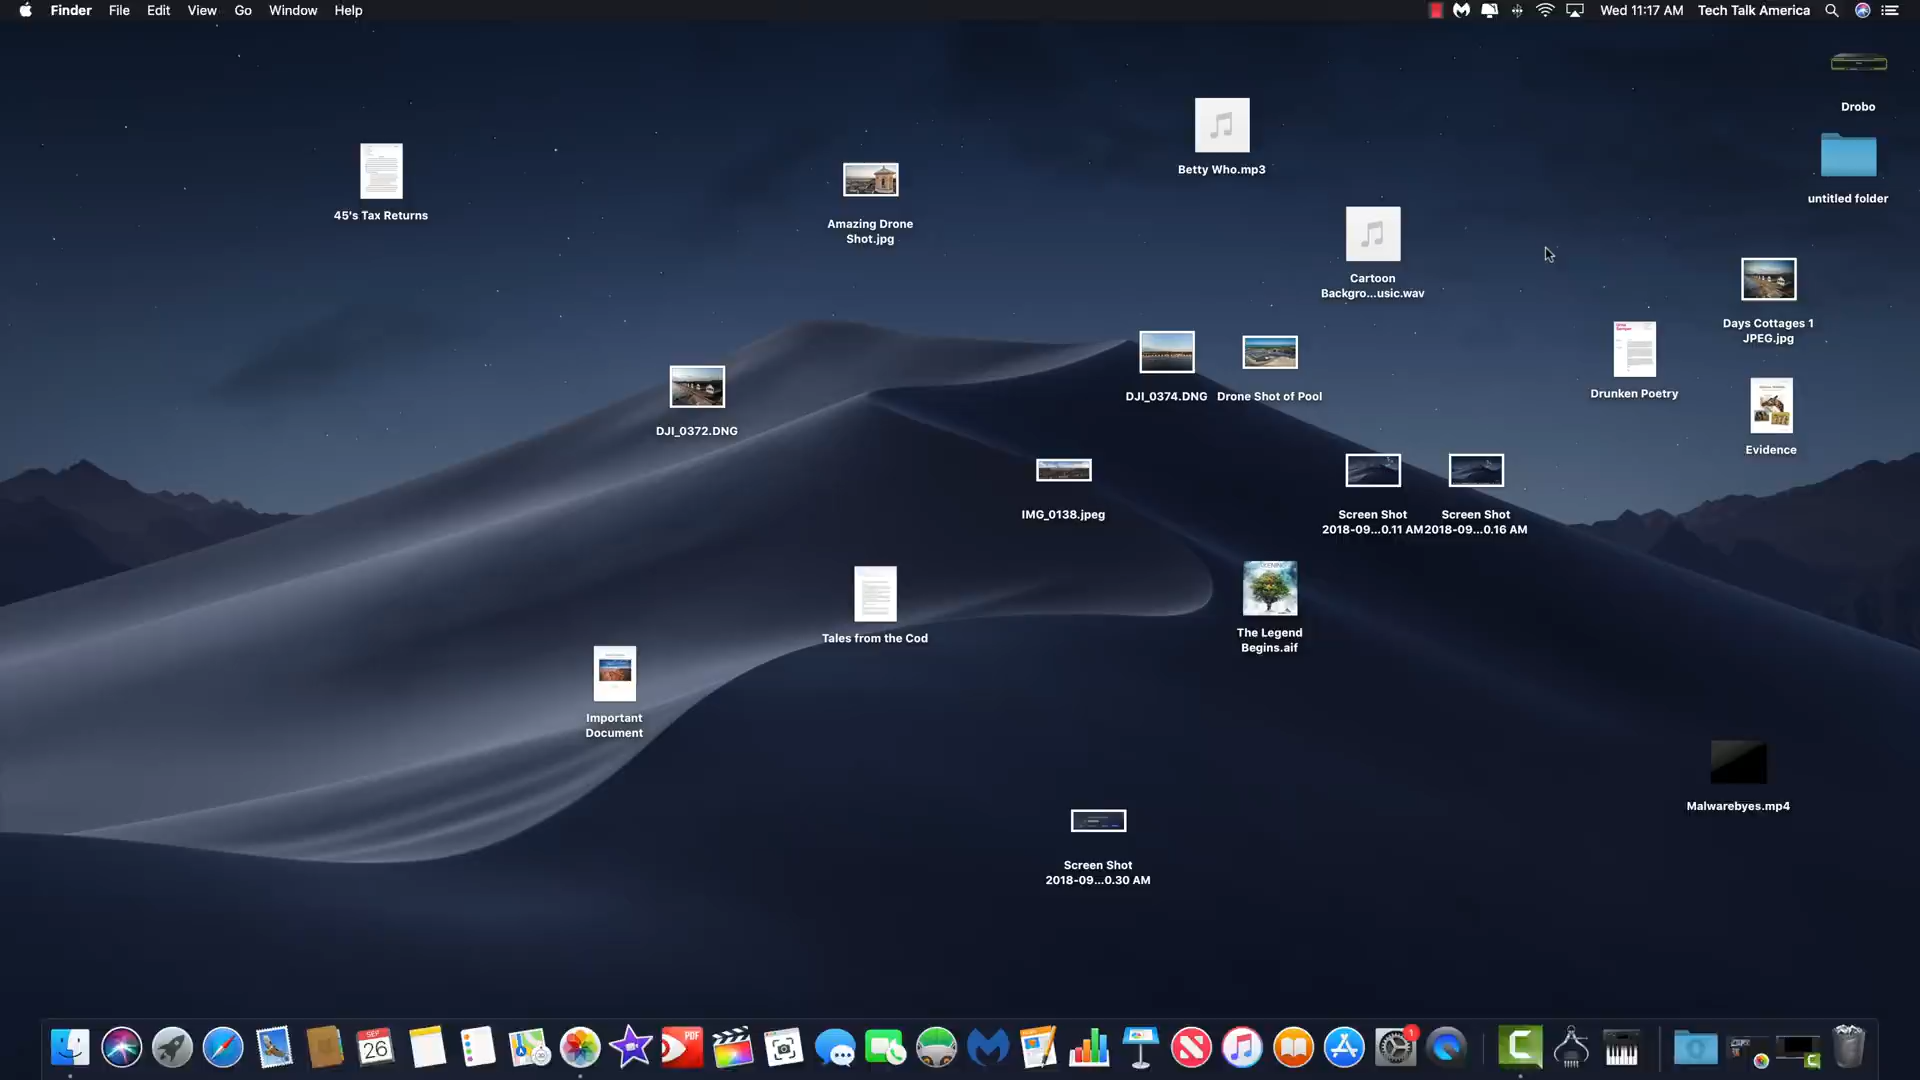 Finder File Edit View Go Window Help
Wed 11:17 AM Tech Talk America
Drobo
untitled folder
Betty Who.mp3
45's Tax Returns
Amazing Drone
Shot.jpg
Cartoon
Backgro...usic.wav
Days Cottages 1
JPEG.jpg
Drunken Poetry
DJI_0374.DNG
Drone Shot of Pool
DJI_0372.DNG
Evidence
IMG_0138.jpeg
Screen Shot
2018-09...0.11 AM
Screen Shot
2018-09...0.16 AM
Tales from the Cod
The Legend
Begins.aif
Important
Document
Malwarebyes.mp4
Screen Shot
2018-09...0.30 AM
SEP
26
PDF
1